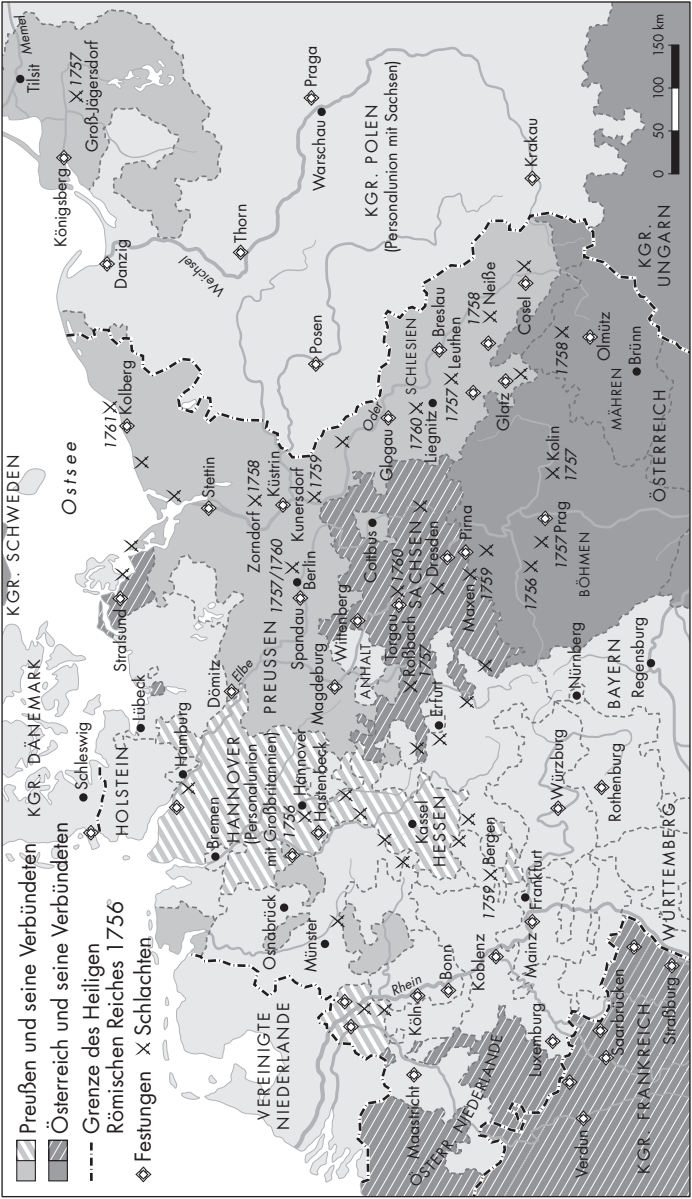 Preußen und seine Verbündeten
Österreich und seine Verbündeten
Grenze des Heiligen
Römischen Reiches 1756
Festungen
Schlachten
KGR. DÄNEMARK
KGR. SCHWEDEN
Ostsee
Schleswig
HOLSTEIN
Lübeck
Hamburg
Stralsund
Stettin
1761
Kolberg
Danzig
Königsberg
Tilsit
Memel
1757
Groß-Jägersdorf
Weichsel
Thorn
Praga
Warschau
KGR. POLEN
(Personalunion mit Sachsen)
Posen
Krakau
Bremen
HANNOVER
(Personalunion
mit Großbritannien)
1756
Hannover
Hastenbeck
Dömitz
Elbe
PREUSSEN
Spandau
Berlin
1757/1760
Zorndorf
1758
Küstrin
Kunersdorf
1759
Magdeburg
Wittenberg
ANHALT
Cottbus
Torgau
1760
Roßbach
1757
SACHSEN
Dresden
Pirna
Maxen
1759
Erfurt
Oder
Glogau
1760
Liegnitz
SCHLESIEN
1757
Leuthen
Breslau
1758
Neiße
Glatz
Cosel
1758
Olmütz
MÄHREN
Brünn
KGR.
UNGARN
ÖSTERREICH
Kolin
1757
1757 Prag
1756
BÖHMEN
VEREINIGTE
NIEDERLANDE
Osnabrück
Münster
Kassel
HESSEN
1759
Bergen
Frankfurt
Mainz
Koblenz
Bonn
Köln
Rhein
Maastricht
ÖSTERR. NIEDERLANDE
Luxemburg
Verdun
Saarbrücken
KGR. FRANKREICH
Straßburg
WÜRTTEMBERG
Würzburg
Rothenburg
Nürnberg
BAYERN
Regensburg
0 50 100 150 km